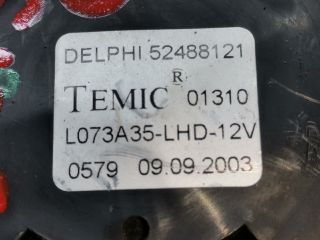 DELPHI 52488121
TEMIC ® 01310
L073A35-LHD-12V
0579 09.09.2003